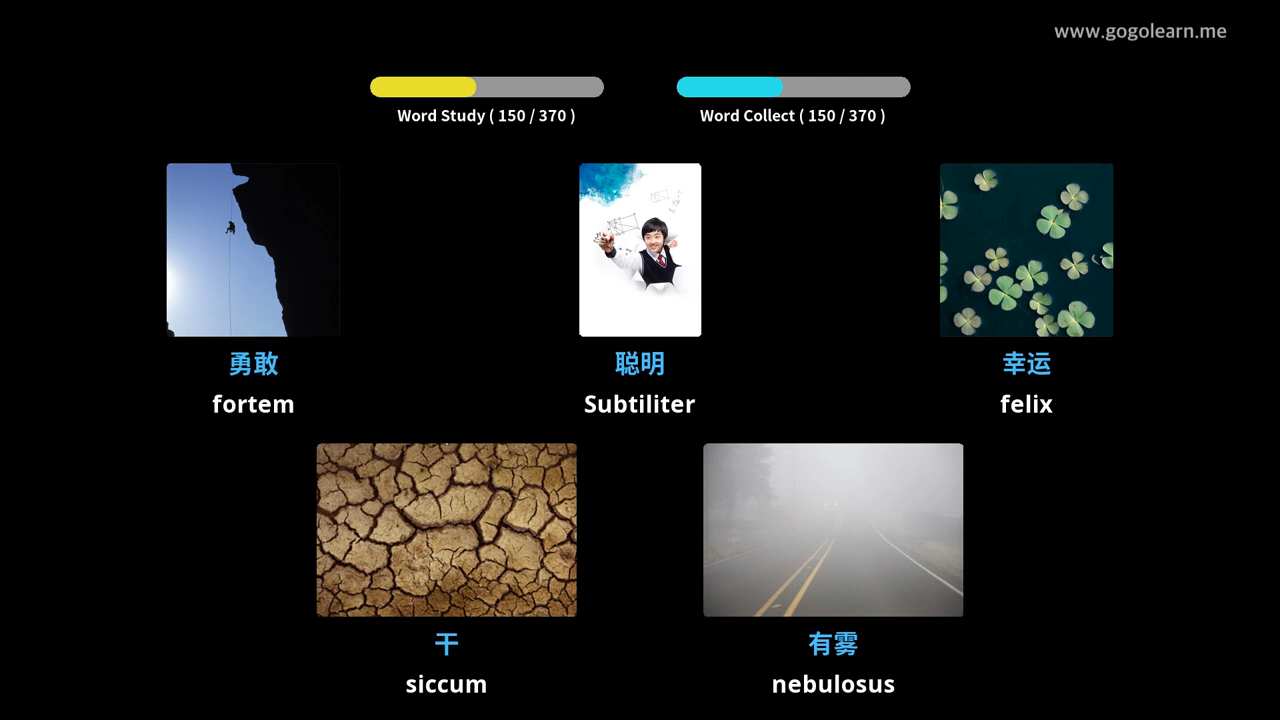 www.gogolearn.me
Word Study ( 150 / 370 )
Word Collect ( 150 / 370 )
勇敢
fortem
聪明
Subtiliter
幸运
felix
干
siccum
有雾
nebulosus